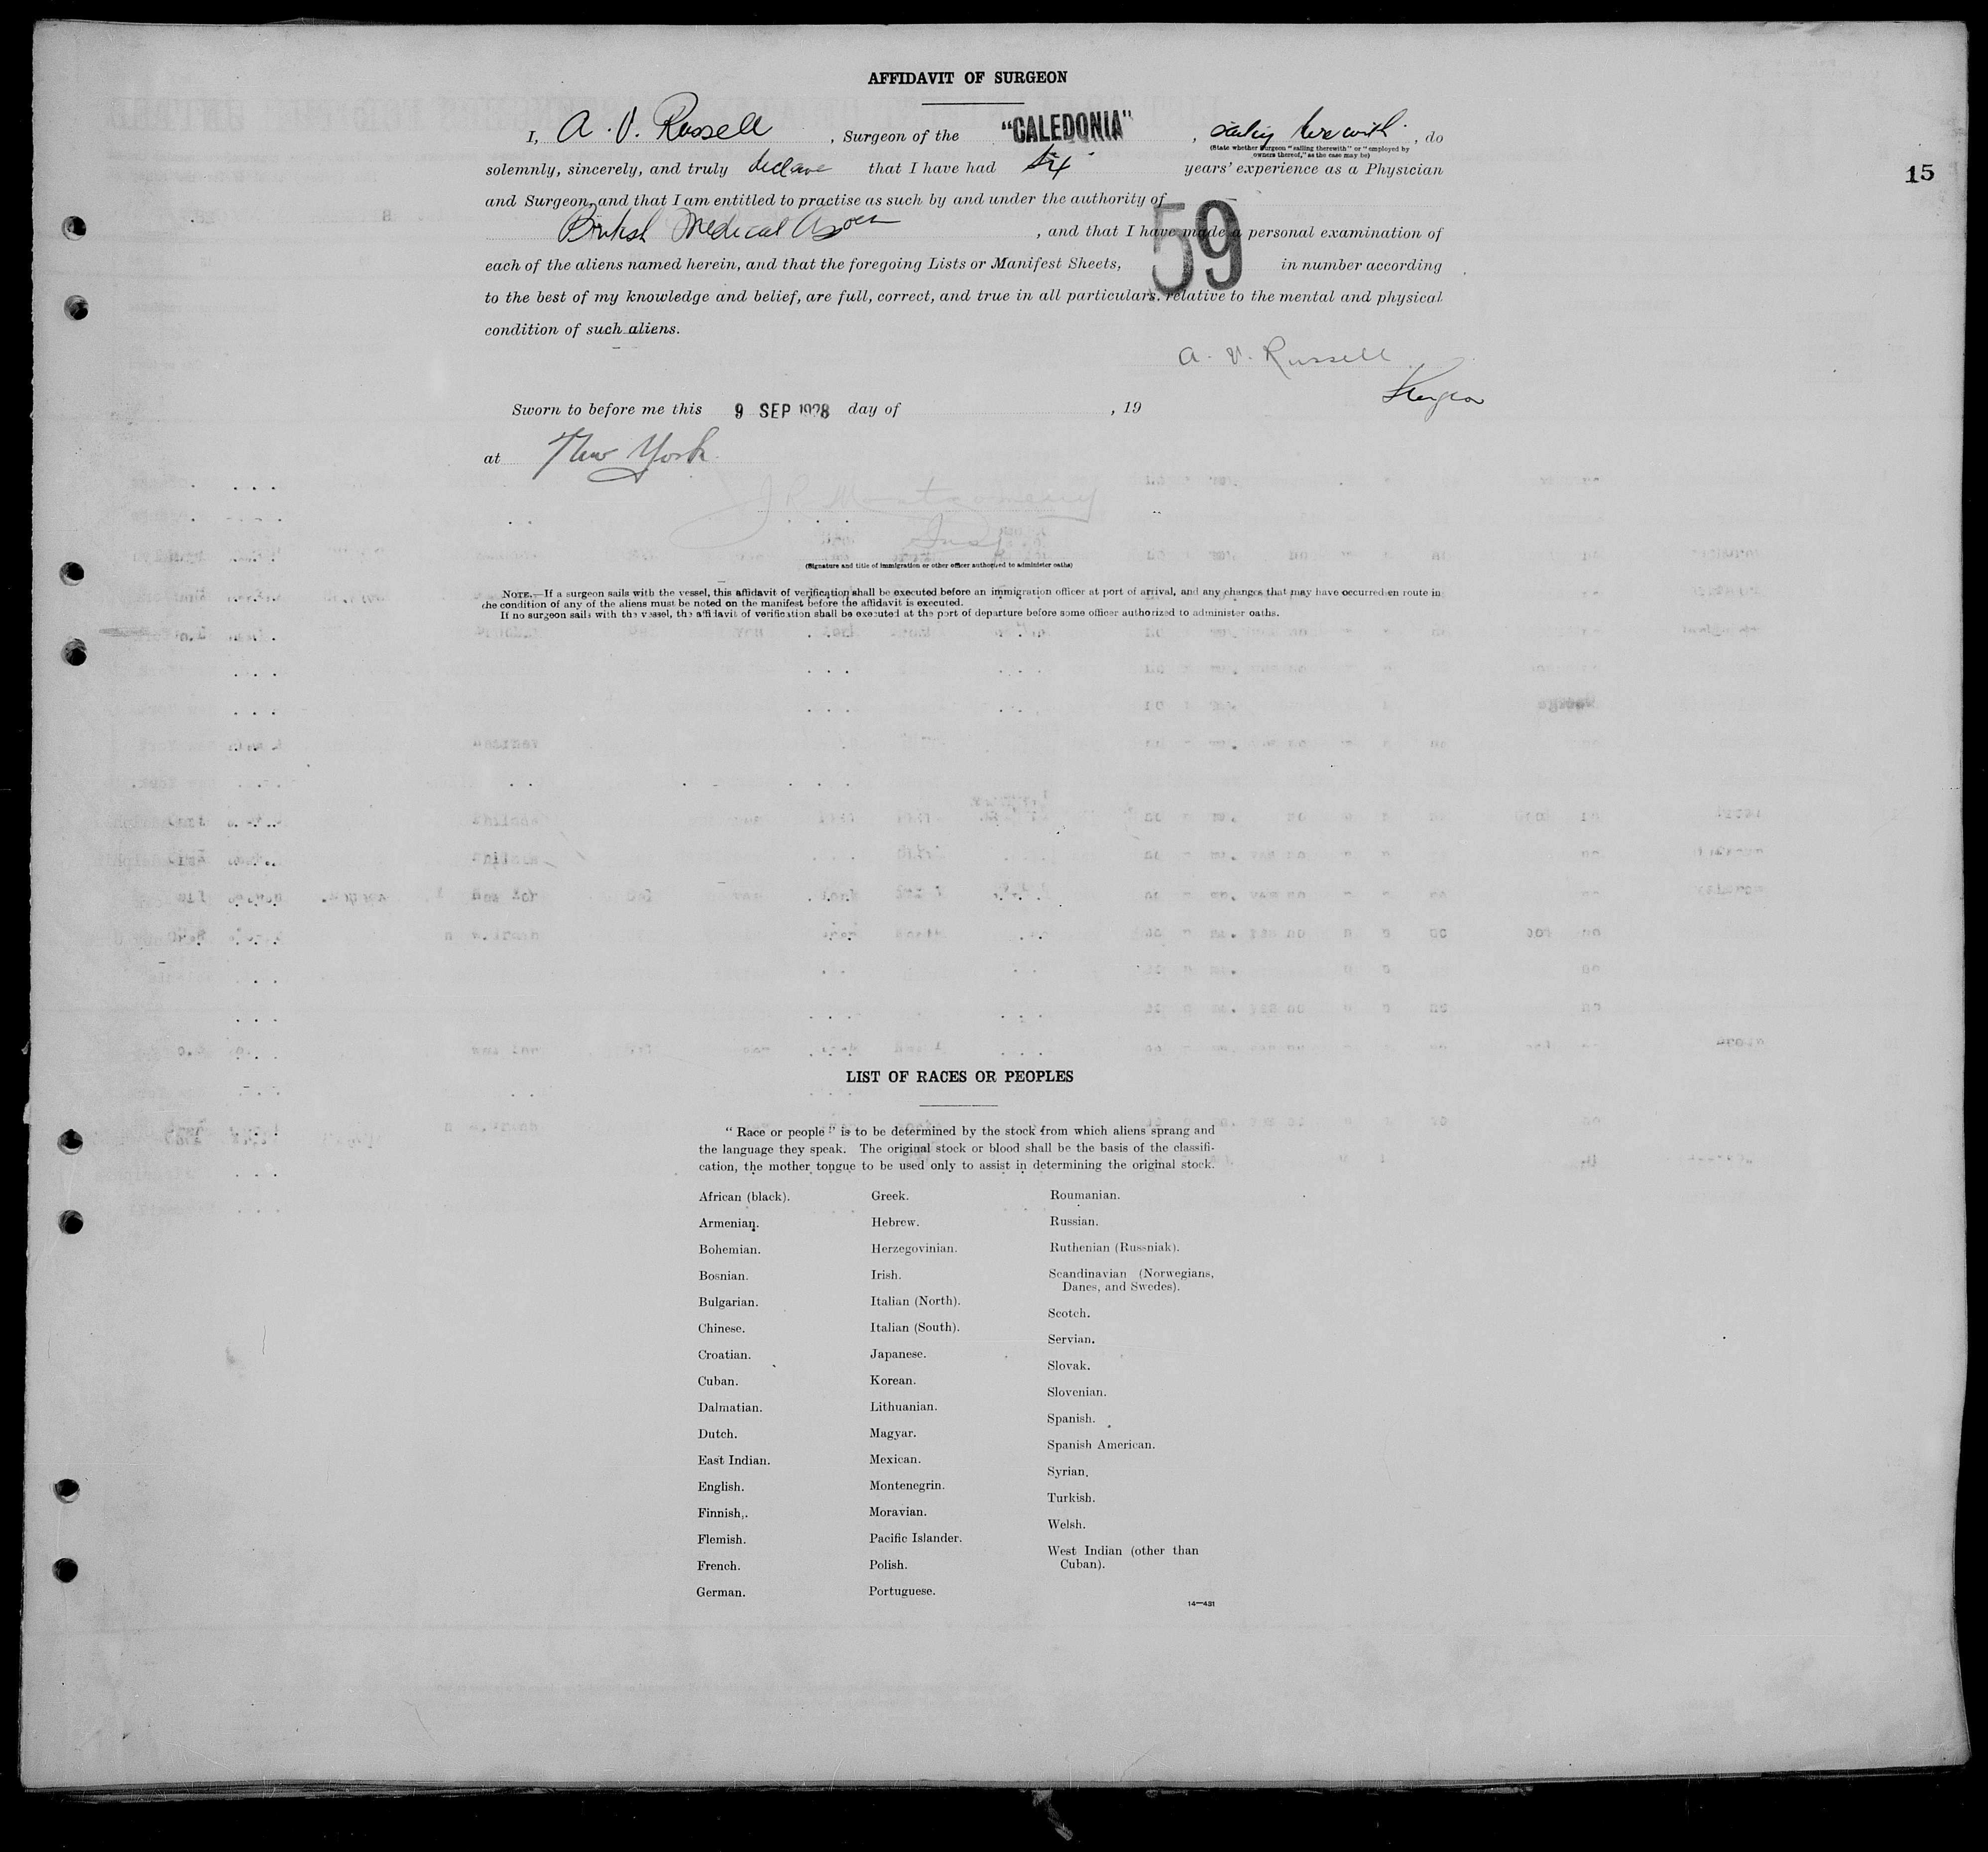 AFFIDAVIT OF SURGEON
I, A. V. Russell, Surgeon of the "CALEDONIA", sailing herewith, do
(State whether Surgeon "sailing therewith" or "employed by
owners thereof," as the case may be)
solemnly, sincerely, and truly declare that I have had Six years' experience as a Physician
15
and Surgeon, and that I am entitled to practise as such by and under the authority of
British Medical Assocn, and that I have made a personal examination of
each of the aliens named herein, and that the foregoing Lists or Manifest Sheets, 59 in number according
to the best of my knowledge and belief, are full, correct, and true in all particulars. relative to the mental and physical
condition of such aliens.
A. V. Russell
Surgeon
Sworn to before me this 9 SEP 1928 day of , 19
at New York.
J R Montgomery
Insp
(Signature and title of immigration or other officer authorized to administer oaths)
NOTE.—If a surgeon sails with the vessel, this affidavit of verification shall be executed before an immigration officer at port of arrival, and any changes that may have occurred en route in
the condition of any of the aliens must be noted on the manifest before the affidavit is executed.
If no surgeon sails with the vessel, the affidavit of verification shall be executed at the port of departure before some officer authorized to administer oaths.
LIST OF RACES OR PEOPLES
"Race or people" is to be determined by the stock from which aliens sprang and
the language they speak. The original stock or blood shall be the basis of the classifi-
cation, the mother tongue to be used only to assist in determining the original stock.
African (black).
Armenian.
Bohemian.
Bosnian.
Bulgarian.
Chinese.
Croatian.
Cuban.
Dalmatian.
Dutch.
East Indian.
English.
Finnish,.
Flemish.
French.
German.
Greek.
Hebrew.
Herzegovinian.
Irish.
Italian (North).
Italian (South).
Japanese.
Korean.
Lithuanian.
Magyar.
Mexican.
Montenegrin.
Moravian.
Pacific Islander.
Polish.
Portuguese.
Roumanian.
Russian.
Ruthenian (Russniak).
Scandinavian (Norwegians,
Danes, and Swedes).
Scotch.
Servian.
Slovak.
Slovenian.
Spanish.
Spanish American.
Syrian.
Turkish.
Welsh.
West Indian (other than
Cuban).
14—431